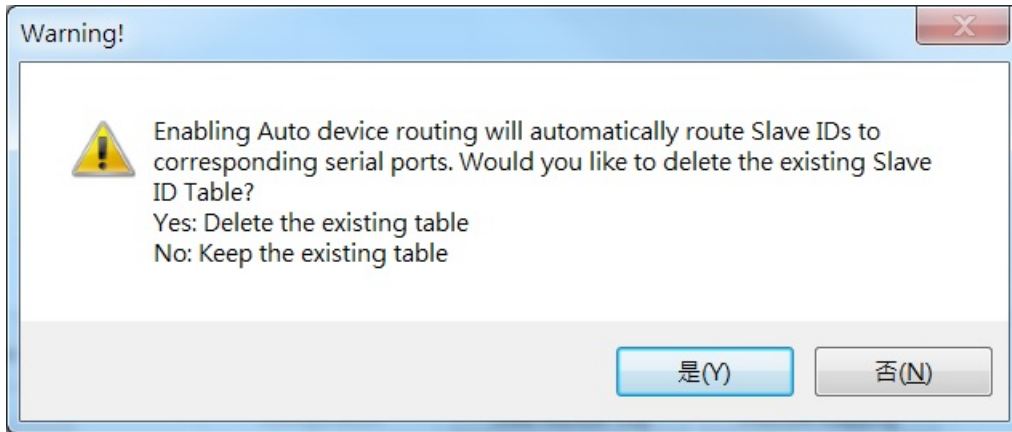 Warning!
Enabling Auto device routing will automatically route Slave IDs to
corresponding serial ports. Would you like to delete the existing Slave
ID Table?
Yes: Delete the existing table
No: Keep the existing table
是(Y)
否(N)